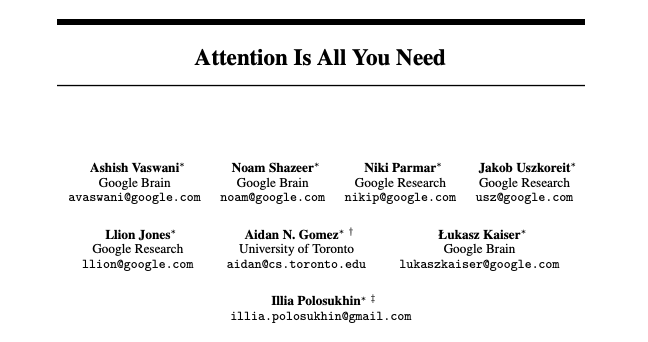 Attention Is All You Need
Ashish Vaswani* Noam Shazeer* Niki Parmar* Jakob Uszkoreit*
Google Brain Google Brain Google Research Google Research
avaswani@google.com noam@google.com nikip@google.com usz@google.com
Llion Jones* Aidan N. Gomez* † Łukasz Kaiser*
Google Research University of Toronto Google Brain
llion@google.com aidan@cs.toronto.edu lukaszkaiser@google.com
Illia Polosukhin* ‡
illia.polosukhin@gmail.com